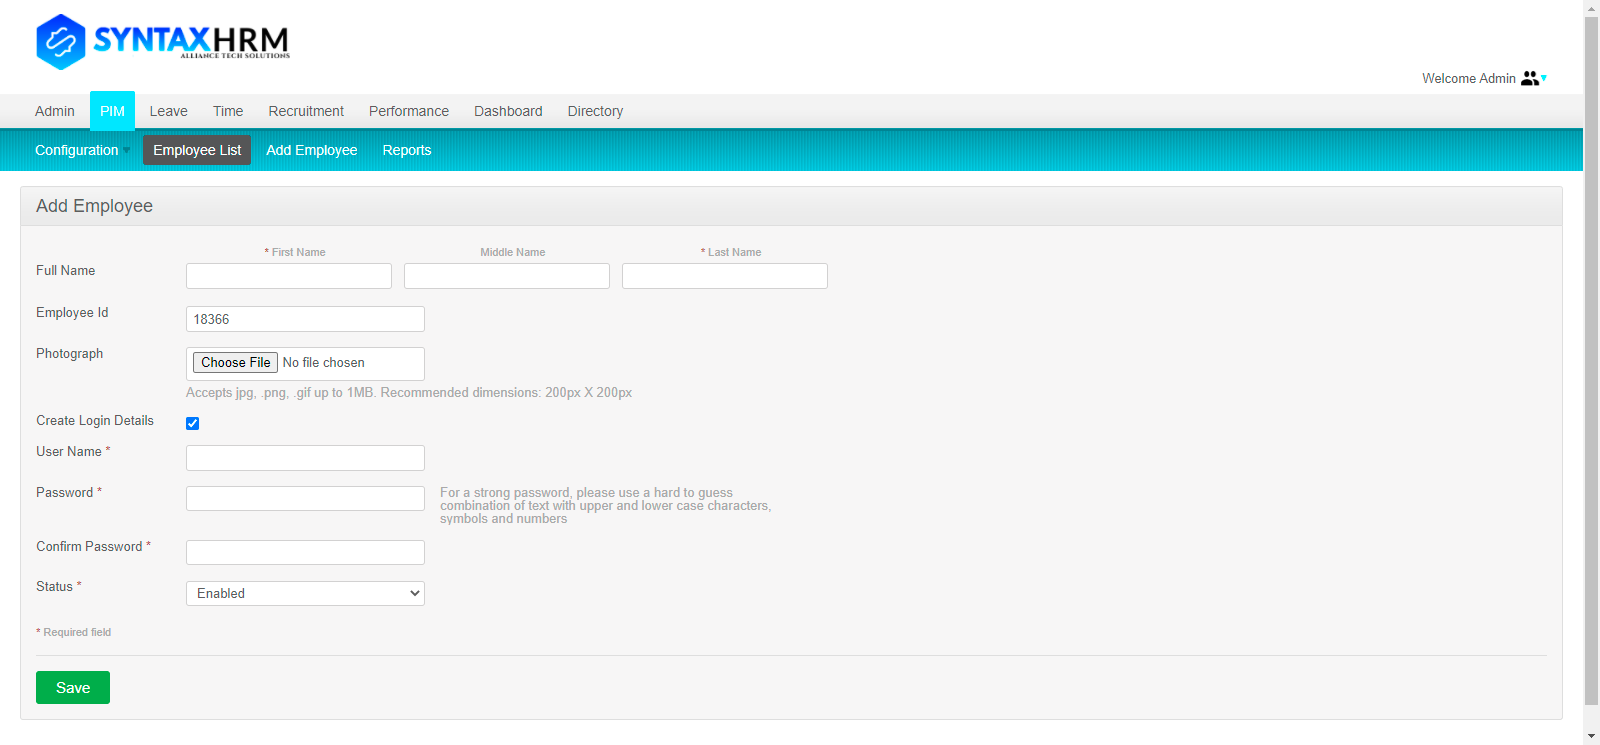 SYNTAXHRM
ALLIANCE TECH SOLUTIONS
Welcome Admin
Admin PIM Leave Time Recruitment Performance Dashboard Directory
Configuration Employee List Add Employee Reports
Add Employee
* First Name Middle Name * Last Name
Full Name
Employee Id 18366
Photograph Choose File No file chosen
Accepts jpg, .png, .gif up to 1MB. Recommended dimensions: 200px X 200px
Create Login Details
User Name *
Password * For a strong password, please use a hard to guess
combination of text with upper and lower case characters,
symbols and numbers
Confirm Password *
Status * Enabled
* Required field
Save